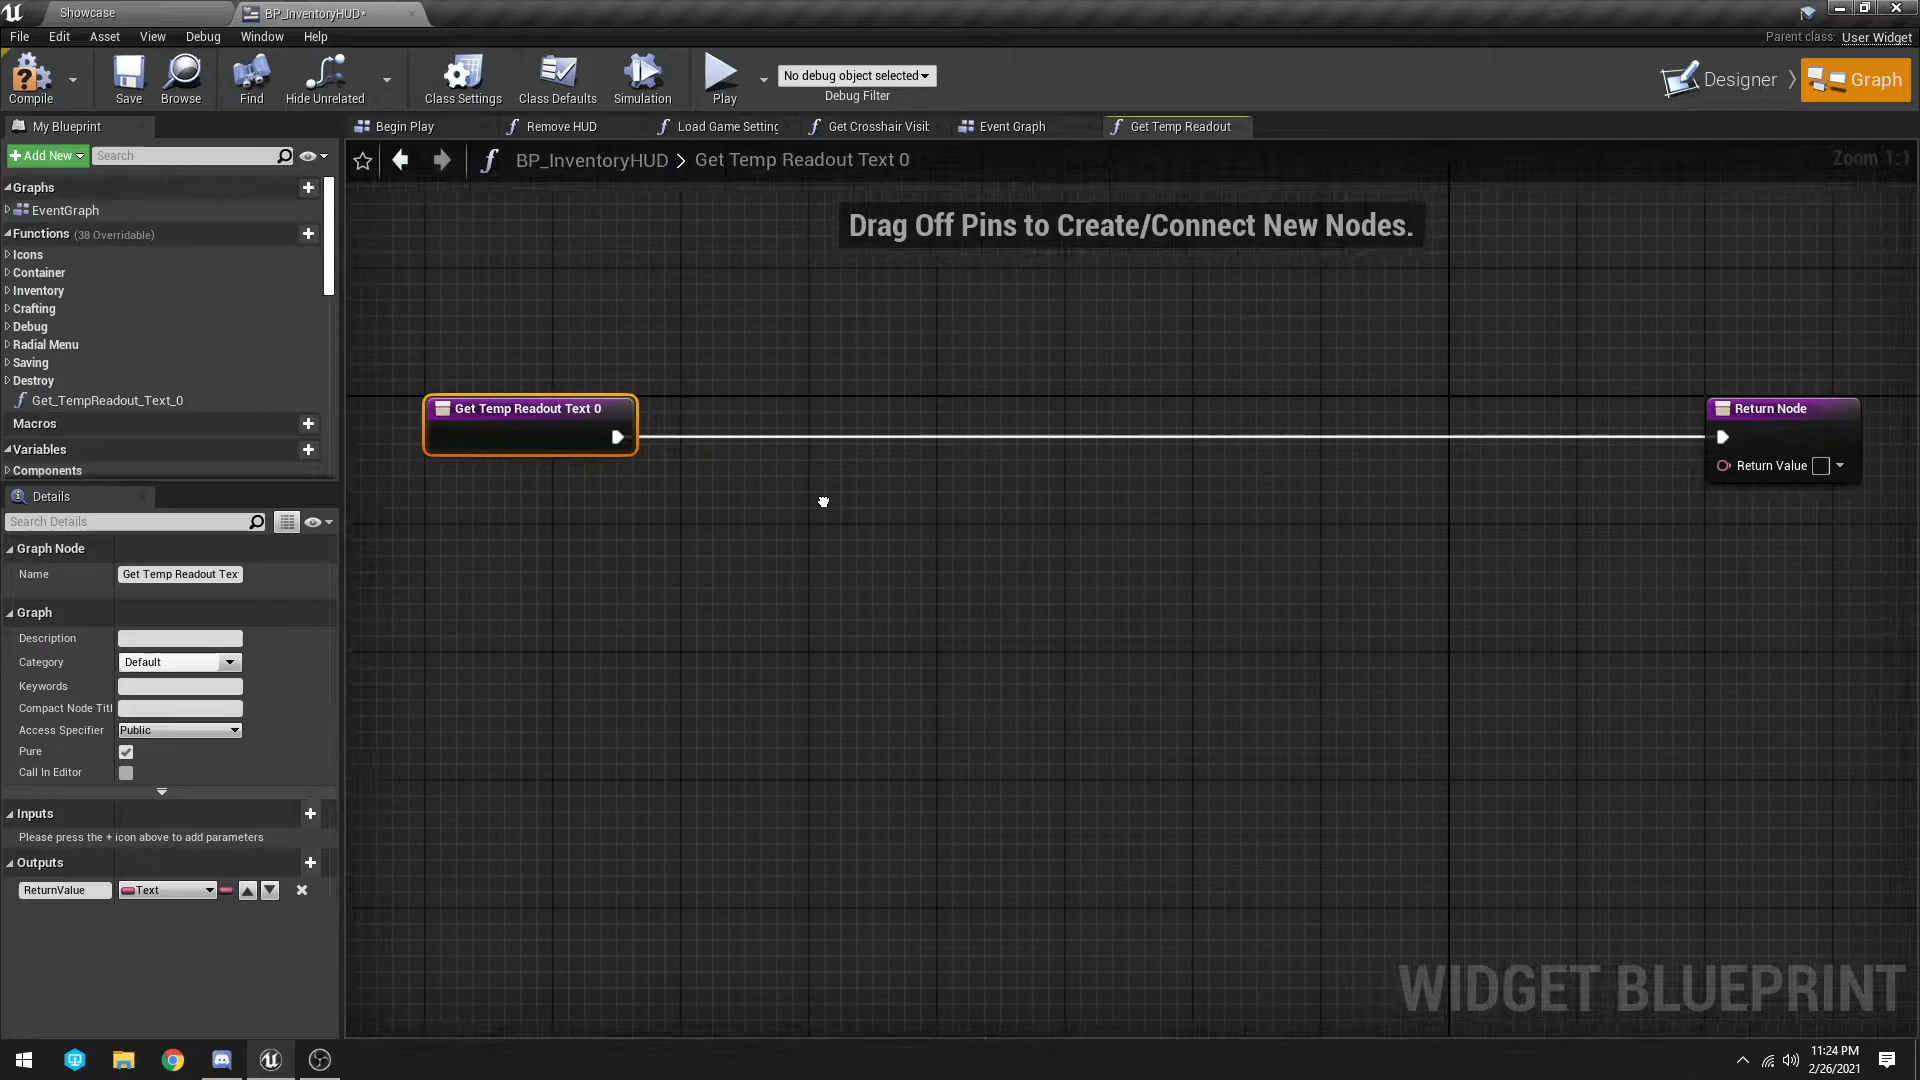 Showcase
BP_InventoryHUD*
File Edit Asset View Debug Window Help
Parent class: User Widget
Compile
Save
Browse
Find
Hide Unrelated
Class Settings
Class Defaults
Simulation
Play
No debug object selected
Debug Filter
Designer
Graph
My Blueprint
Begin Play
Remove HUD
Load Game Setting
Get Crosshair Visib
Event Graph
Get Temp Readout
Add New
Search
BP_InventoryHUD > Get Temp Readout Text 0
Zoom 1:1
Drag Off Pins to Create/Connect New Nodes.
Graphs
EventGraph
Functions (38 Overridable)
Icons
Container
Inventory
Crafting
Debug
Radial Menu
Saving
Destroy
Get_TempReadout_Text_0
Macros
Variables
Components
Get Temp Readout Text 0
Return Node
Return Value
Details
Search Details
Graph Node
Name Get Temp Readout Tex
Graph
Description
Category Default
Keywords
Compact Node Titl
Access Specifier Public
Pure
Call In Editor
Inputs
Please press the + icon above to add parameters
Outputs
ReturnValue Text
WIDGET BLUEPRINT
11:24 PM
2/26/2021